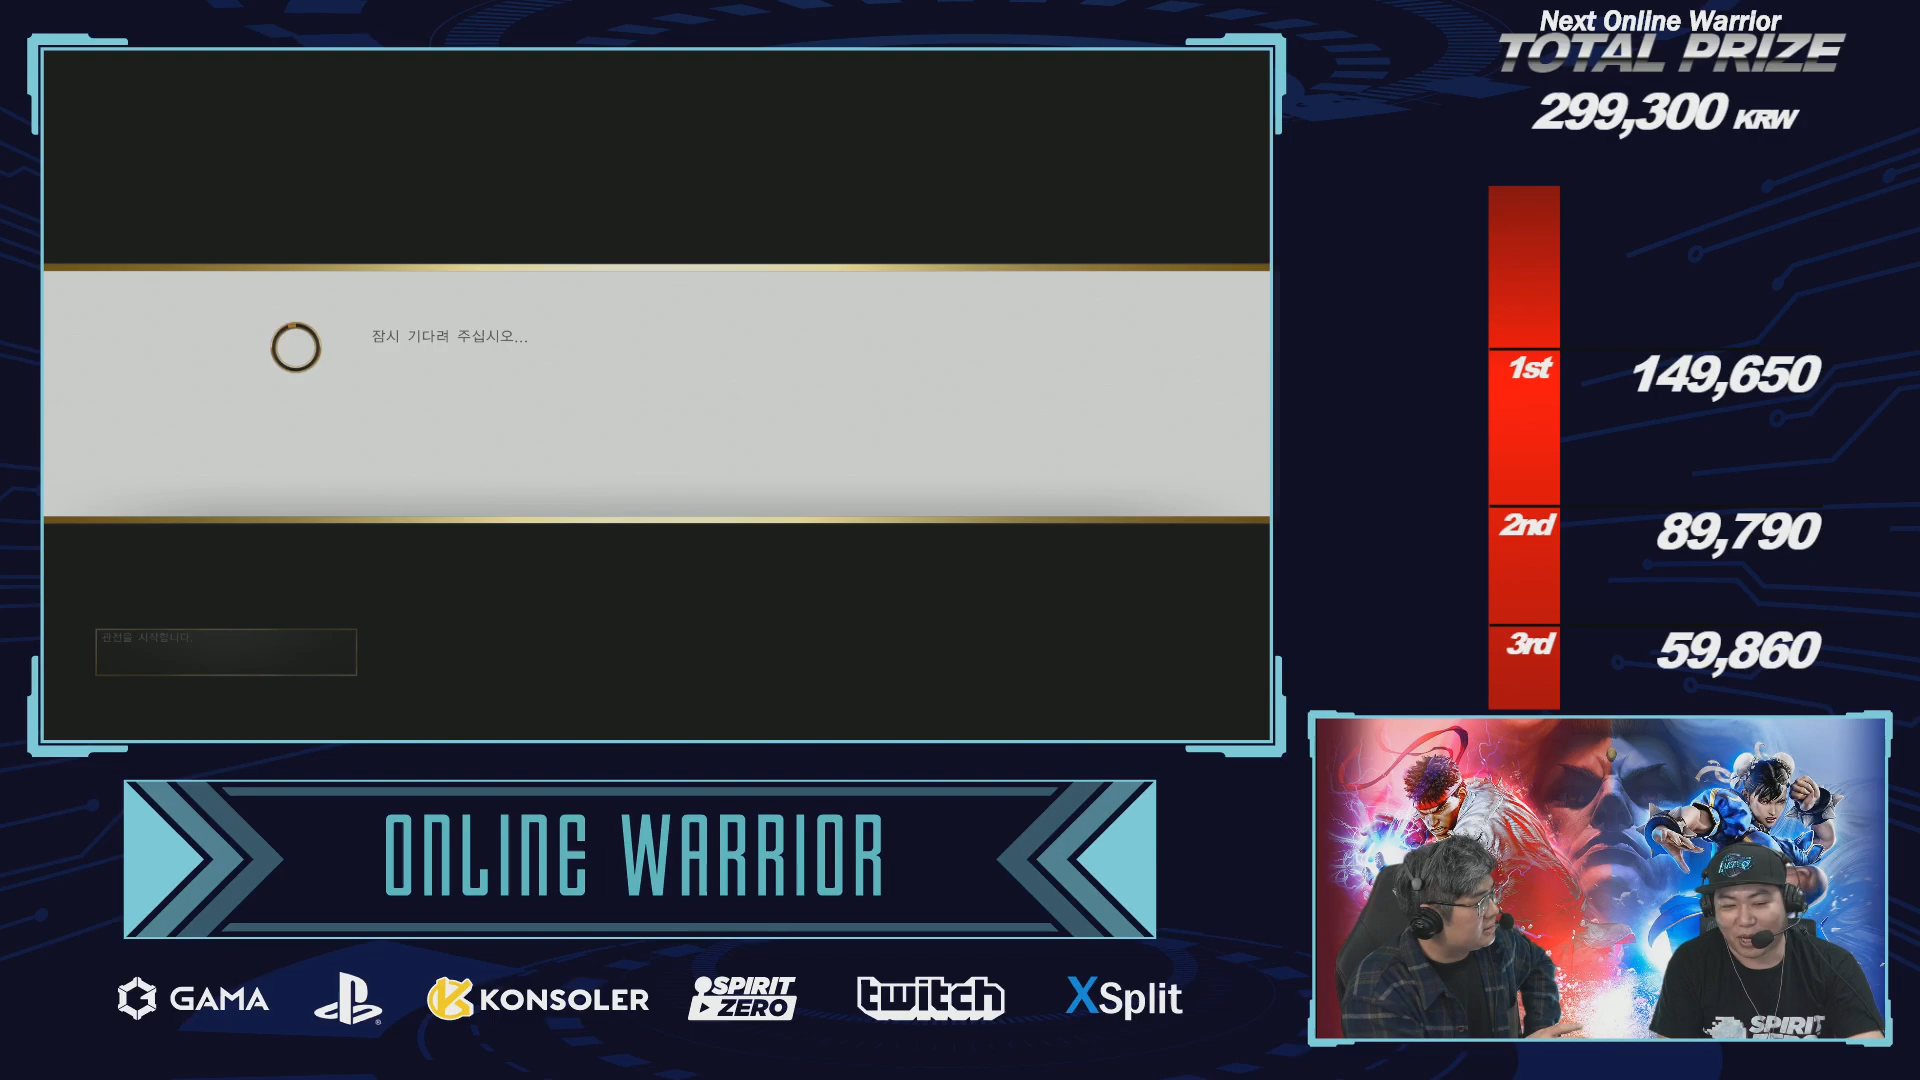 Next Online Warrior
TOTAL PRIZE
299,300 KRW
잠시 기다려 주십시오...
관전을 시작합니다.
1st
149,650
2nd
89,790
3rd
59,860
ONLINE WARRIOR
GAMA
KONSOLER
SPIRIT
ZERO
twitch
XSplit
SPIRIT